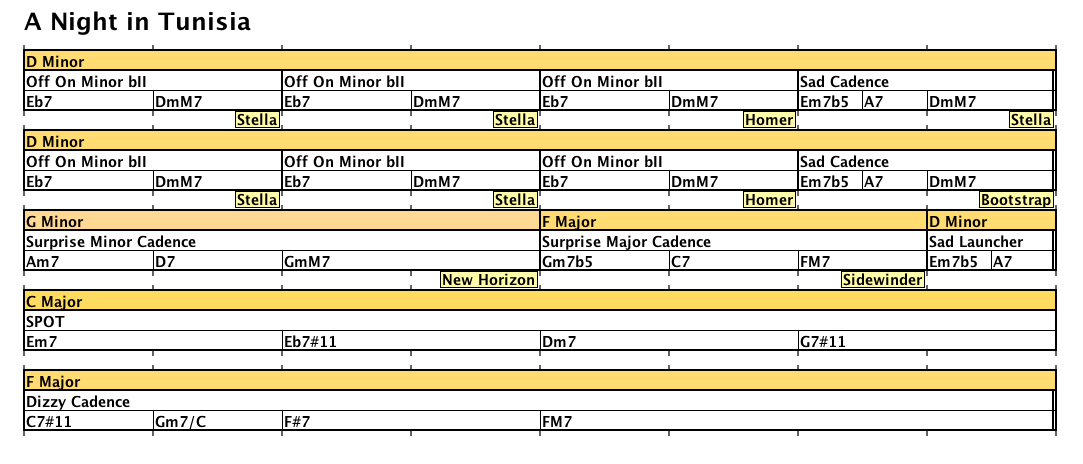 A Night in Tunisia
D Minor
Off On Minor bII Off On Minor bII Off On Minor bII Sad Cadence
Eb7 DmM7 Eb7 DmM7 Eb7 DmM7 Em7b5 A7 DmM7
Stella Stella Homer Stella
D Minor
Off On Minor bII Off On Minor bII Off On Minor bII Sad Cadence
Eb7 DmM7 Eb7 DmM7 Eb7 DmM7 Em7b5 A7 DmM7
Stella Stella Homer Bootstrap
G Minor F Major D Minor
Surprise Minor Cadence Surprise Major Cadence Sad Launcher
Am7 D7 GmM7 Gm7b5 C7 FM7 Em7b5 A7
New Horizon Sidewinder
C Major
SPOT
Em7 Eb7#11 Dm7 G7#11
F Major
Dizzy Cadence
C7#11 Gm7/C F#7 FM7